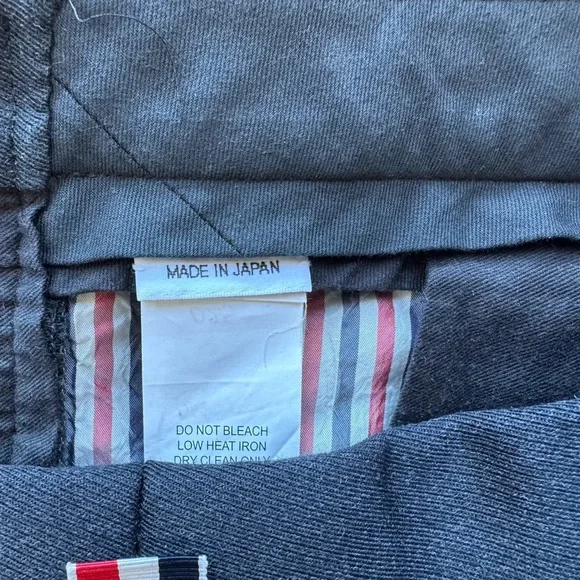 MADE IN JAPAN
DO NOT BLEACH
LOW HEAT IRON
DRY CLEAN ONLY